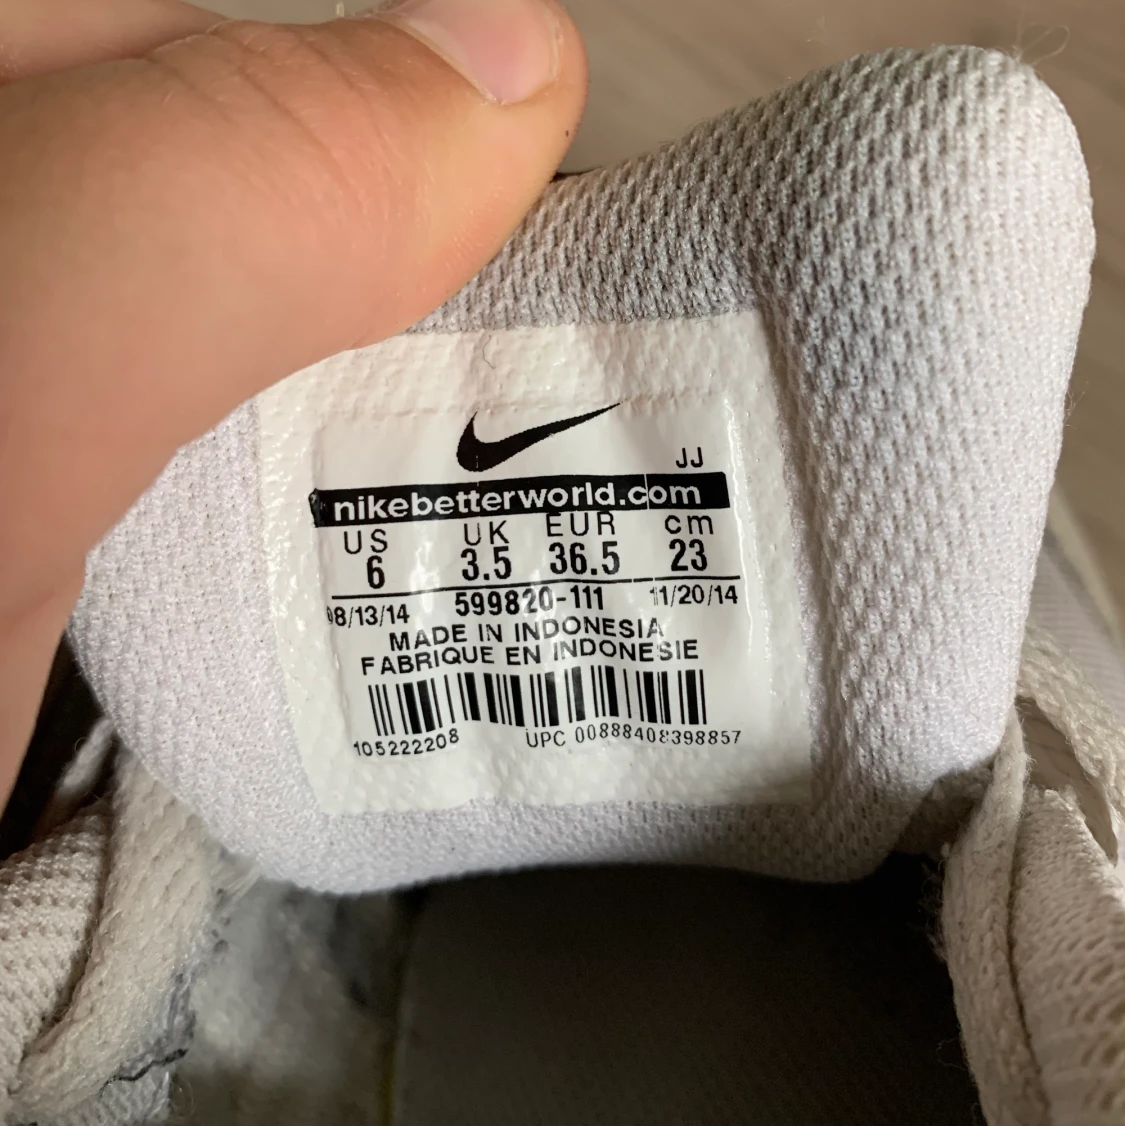 JJ
nikebetterworld.com
US UK EUR cm
6 3.5 36.5 23
08/13/14 599820-111 11/20/14
MADE IN INDONESIA
FABRIQUE EN INDONESIE
105222208 UPC 00888408398857